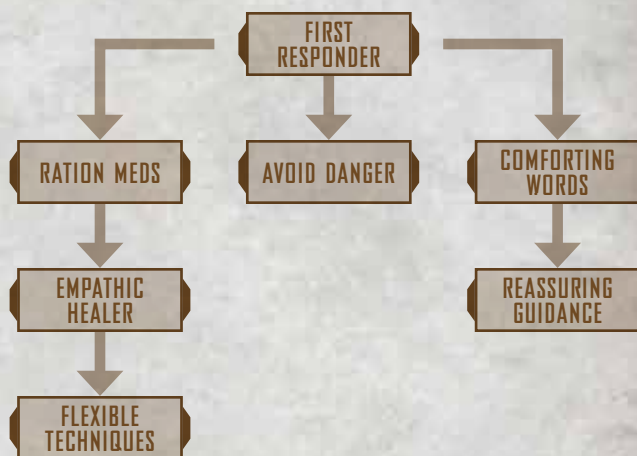 FIRST
RESPONDER
RATION MEDS
AVOID DANGER
COMFORTING
WORDS
EMPATHIC
HEALER
REASSURING
GUIDANCE
FLEXIBLE
TECHNIQUES